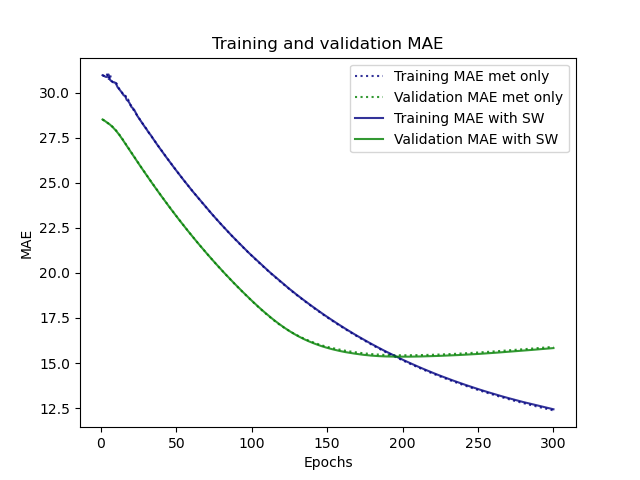 Training and validation MAE
Training MAE met only
Validation MAE met only
Training MAE with SW
Validation MAE with SW
30.0
27.5
25.0
22.5
20.0
17.5
15.0
12.5
MAE
0 50 100 150 200 250 300
Epochs